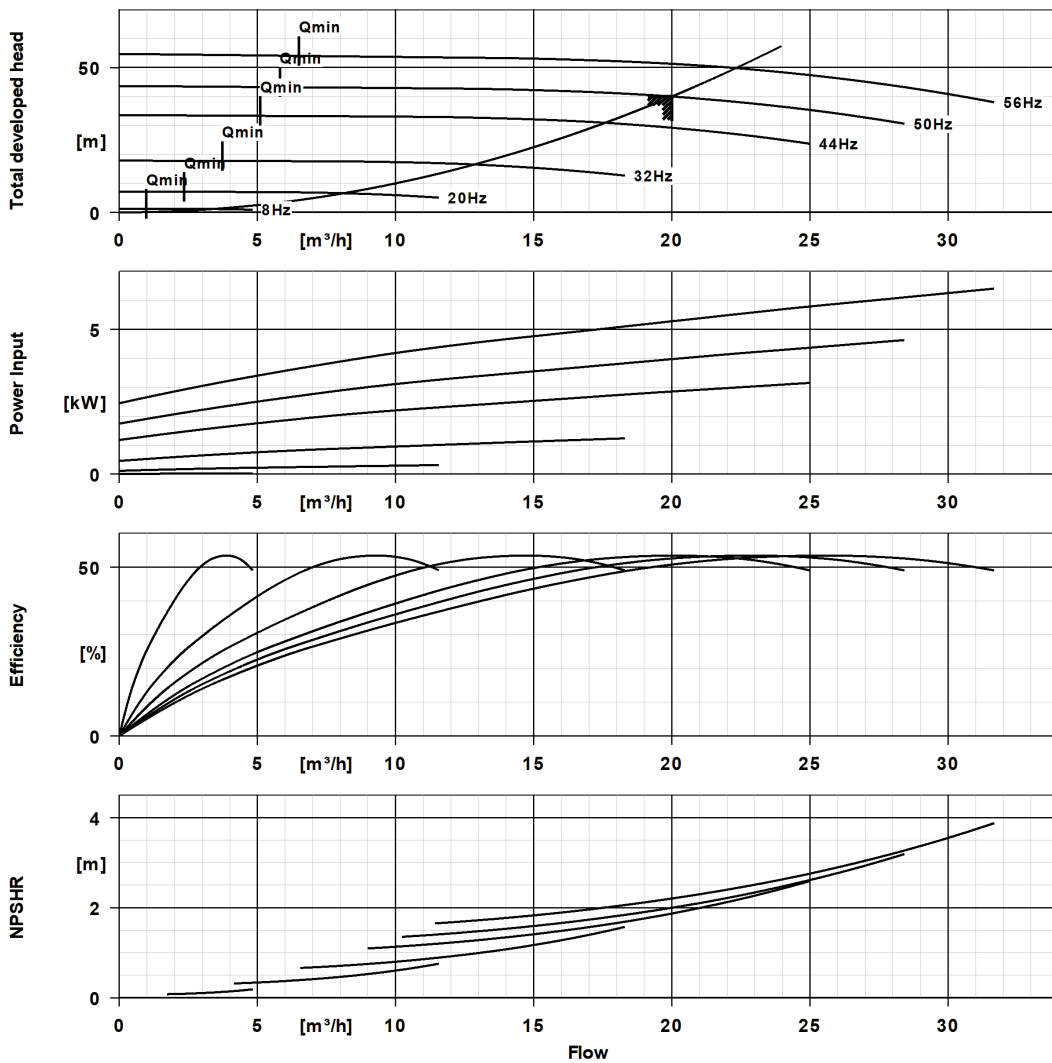 Total developed head
[m]
50
0
Qmin
Qmin
Qmin
Qmin
Qmin
Qmin
56Hz
50Hz
44Hz
32Hz
20Hz
8Hz
0 5 [m³/h] 10 15 20 25 30
Power Input
[kW]
5
0
0 5 [m³/h] 10 15 20 25 30
Efficiency
[%]
50
0
0 5 [m³/h] 10 15 20 25 30
NPSHR
[m]
4
2
0
0 5 [m³/h] 10 15 20 25 30
Flow